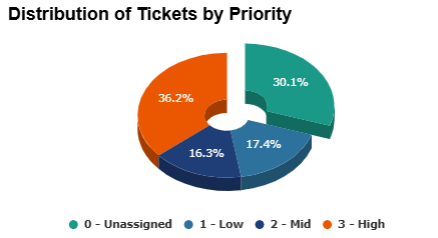 Distribution of Tickets by Priority
30.1%
36.2%
17.4%
16.3%
0 - Unassigned 1 - Low 2 - Mid 3 - High